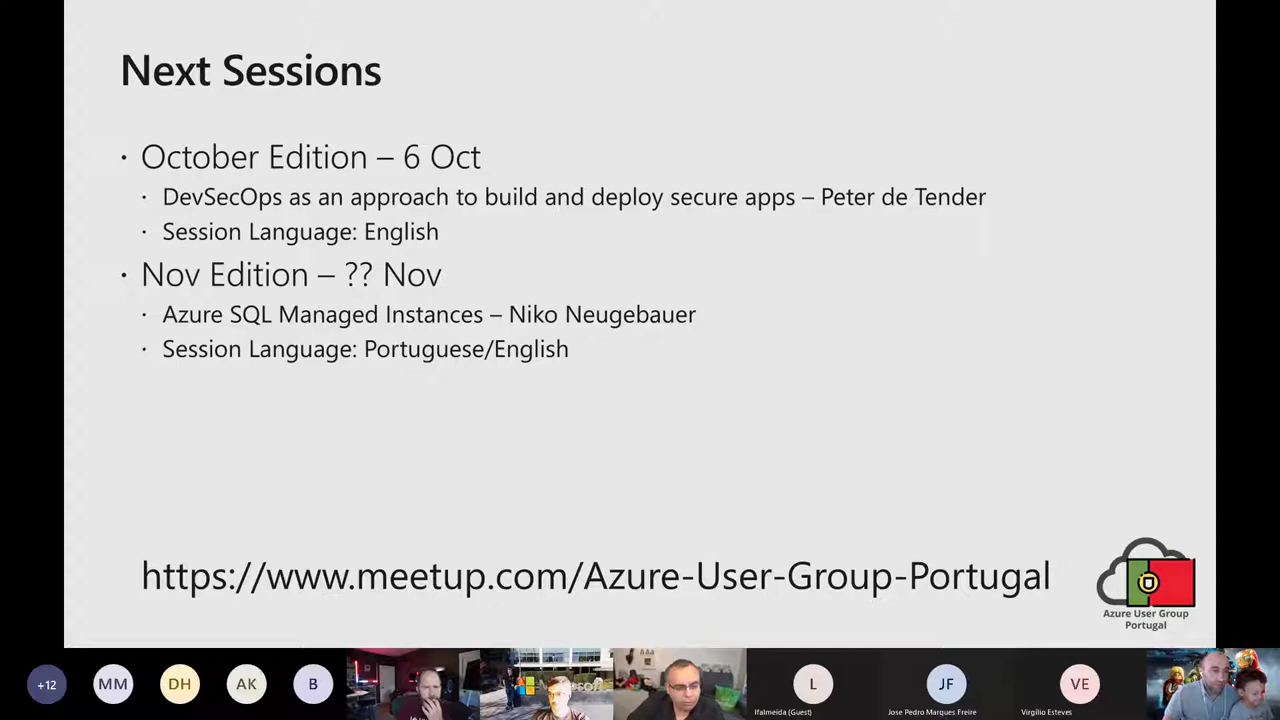 Next Sessions
· October Edition – 6 Oct
· DevSecOps as an approach to build and deploy secure apps – Peter de Tender
· Session Language: English
· Nov Edition – ?? Nov
· Azure SQL Managed Instances – Niko Neugebauer
· Session Language: Portuguese/English
https://www.meetup.com/Azure-User-Group-Portugal
Azure User Group
Portugal
+12
MM
DH
AK
B
L
JF
VE
lfalmeida (Guest)
Jose Pedro Marques Freire
Virgílio Esteves